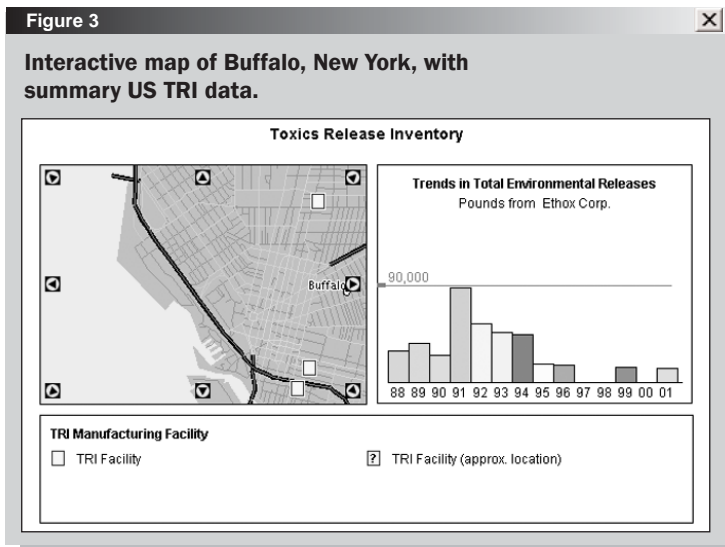 Figure 3
Interactive map of Buffalo, New York, with
summary US TRI data.
Toxics Release Inventory
Buffalo
Trends in Total Environmental Releases
Pounds from Ethox Corp.
90,000
88 89 90 91 92 93 94 95 96 97 98 99 00 01
TRI Manufacturing Facility
TRI Facility
? TRI Facility (approx. location)